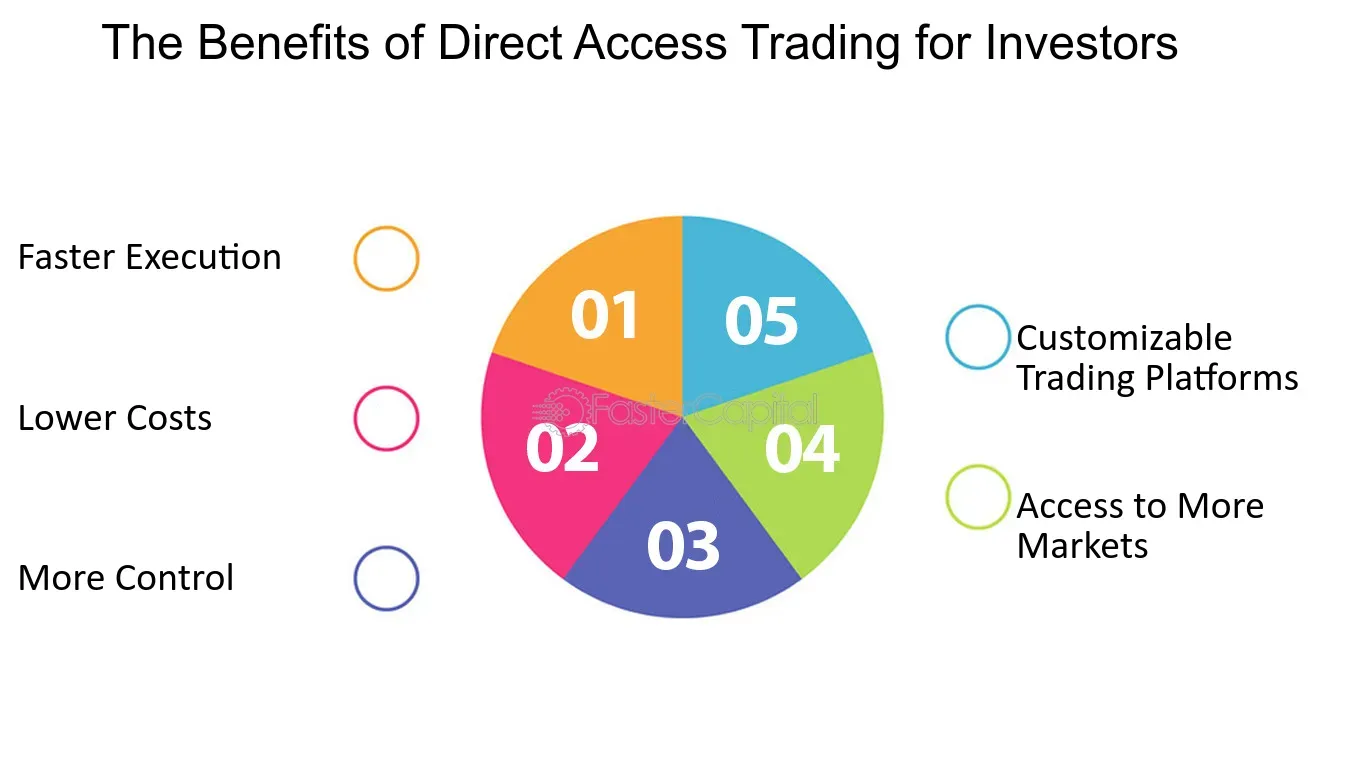 The Benefits of Direct Access Trading for Investors
Faster Execution
Lower Costs
More Control
01
05
02
04
03
FasterCapital
Customizable
Trading Platforms
Access to More
Markets